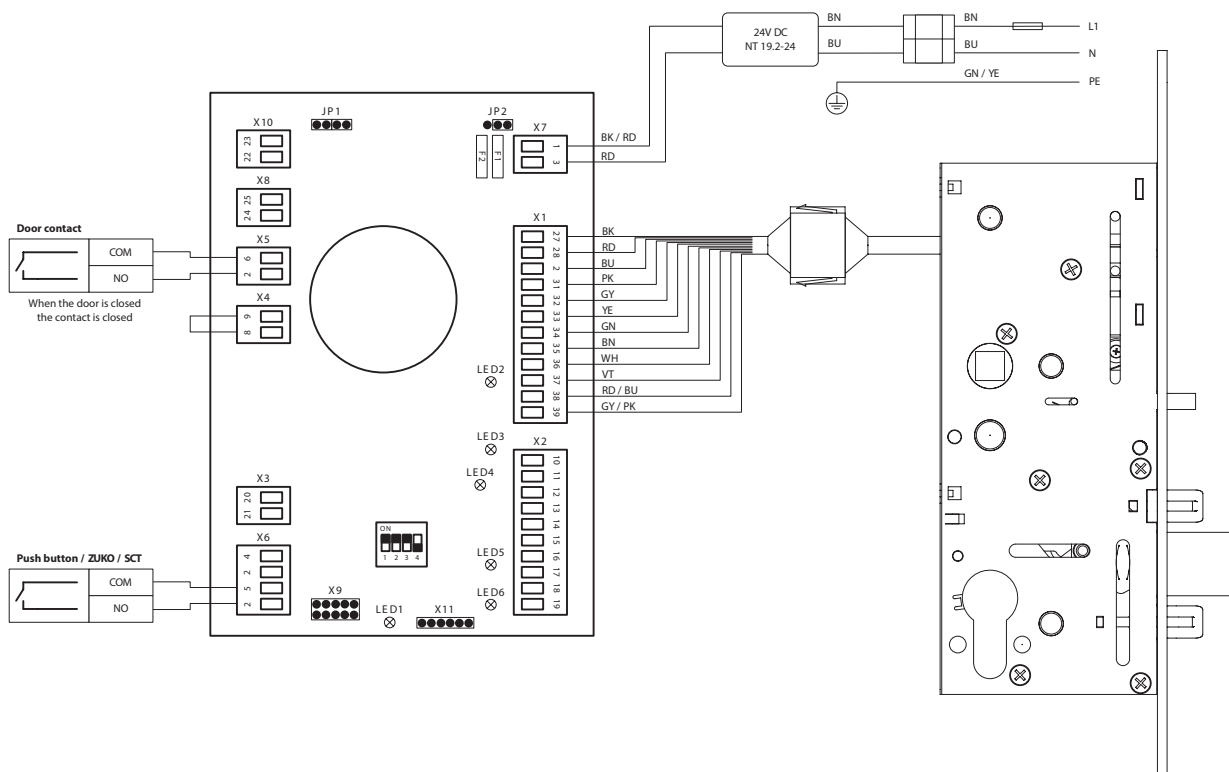 24V DC
NT 19.2-24
BN
BU
BN
BU
L1
N
GN / YE
PE
JP1
JP2
X10
23
22
X7
1
3
F2
F1
BK / RD
RD
X8
25
24
Door contact
COM
NO
When the door is closed
the contact is closed
X5
6
2
X4
9
8
X1
27
28
2
31
32
33
34
35
36
37
38
39
BK
RD
BU
PK
GY
YE
GN
BN
WH
VT
RD / BU
GY / PK
LED2
LED3
LED4
LED5
LED6
X2
10
11
12
13
14
15
16
17
18
19
X3
20
21
ON
1 2 3 4
Push button / ZUKO / SCT
COM
NO
X6
4
2
5
2
X9
LED1
X11